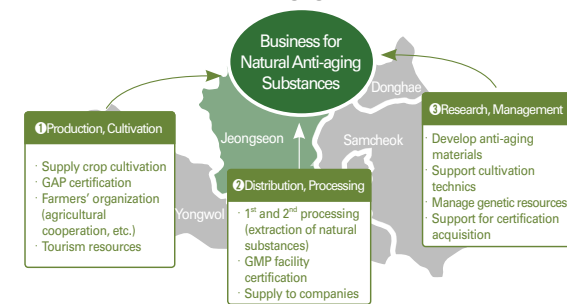 Business for
Natural Anti-aging
Substances
Donghae
Jeongseon
Samcheok
Yongwol
❶Production, Cultivation
· Supply crop cultivation
· GAP certification
· Farmers' organization
(agricultural
cooperation, etc.)
· Tourism resources
❷Distribution, Processing
· 1st and 2nd processing
(extraction of natural
substances)
· GMP facility
certification
· Supply to companies
❸Research, Management
· Develop anti-aging
materials
· Support cultivation
technics
· Manage genetic resources
· Support for certification
acquisition